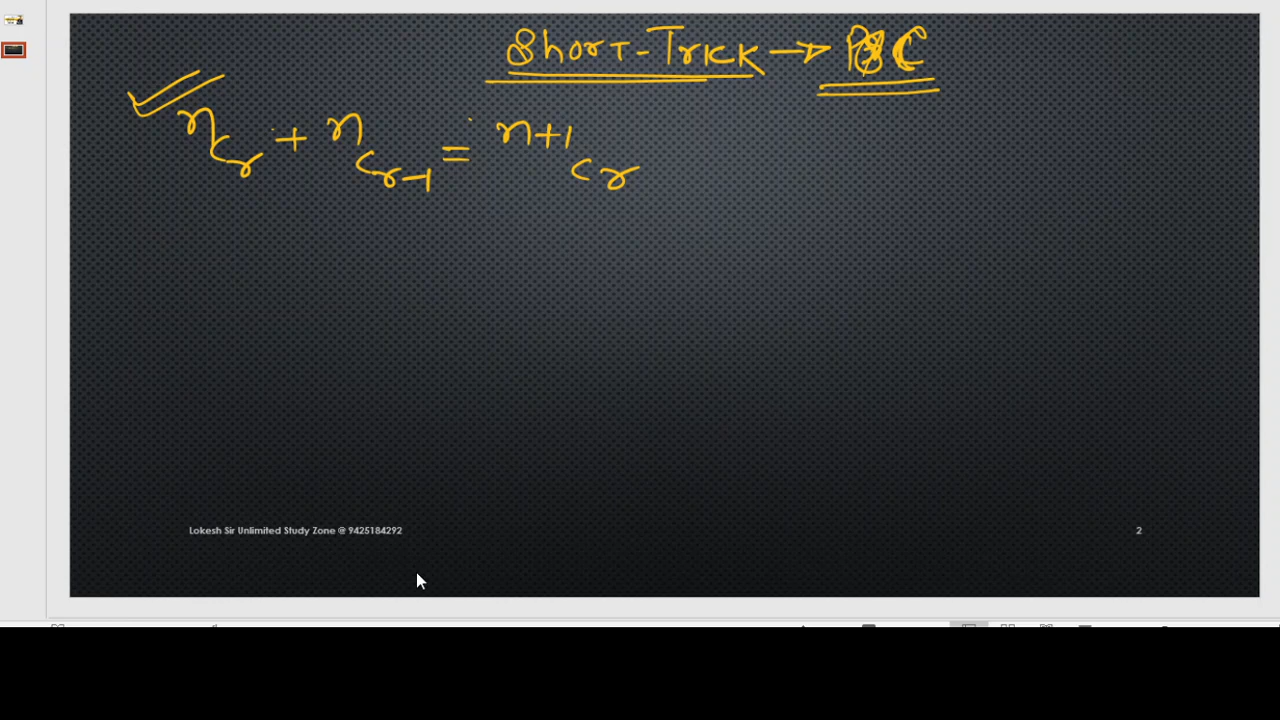 Short-Trick → P&C
ⁿCᵣ + ⁿCᵣ₋₁ = ⁿ⁺¹Cᵣ
Lokesh Sir Unlimited Study Zone @ 9425184292
2